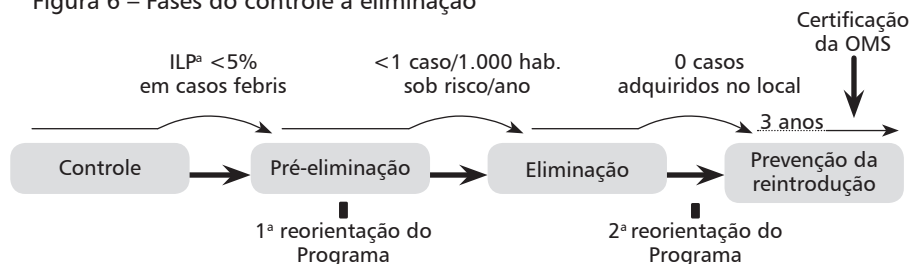 Figura 6 – Fases do controle à eliminação
Certificação
da OMS
ILPᵃ <5%
em casos febris
<1 caso/1.000 hab.
sob risco/ano
0 casos
adquiridos no local
3 anos
Controle
Pré-eliminação
Eliminação
Prevenção da
reintrodução
1ᵃ reorientação do
Programa
2ᵃ reorientação do
Programa